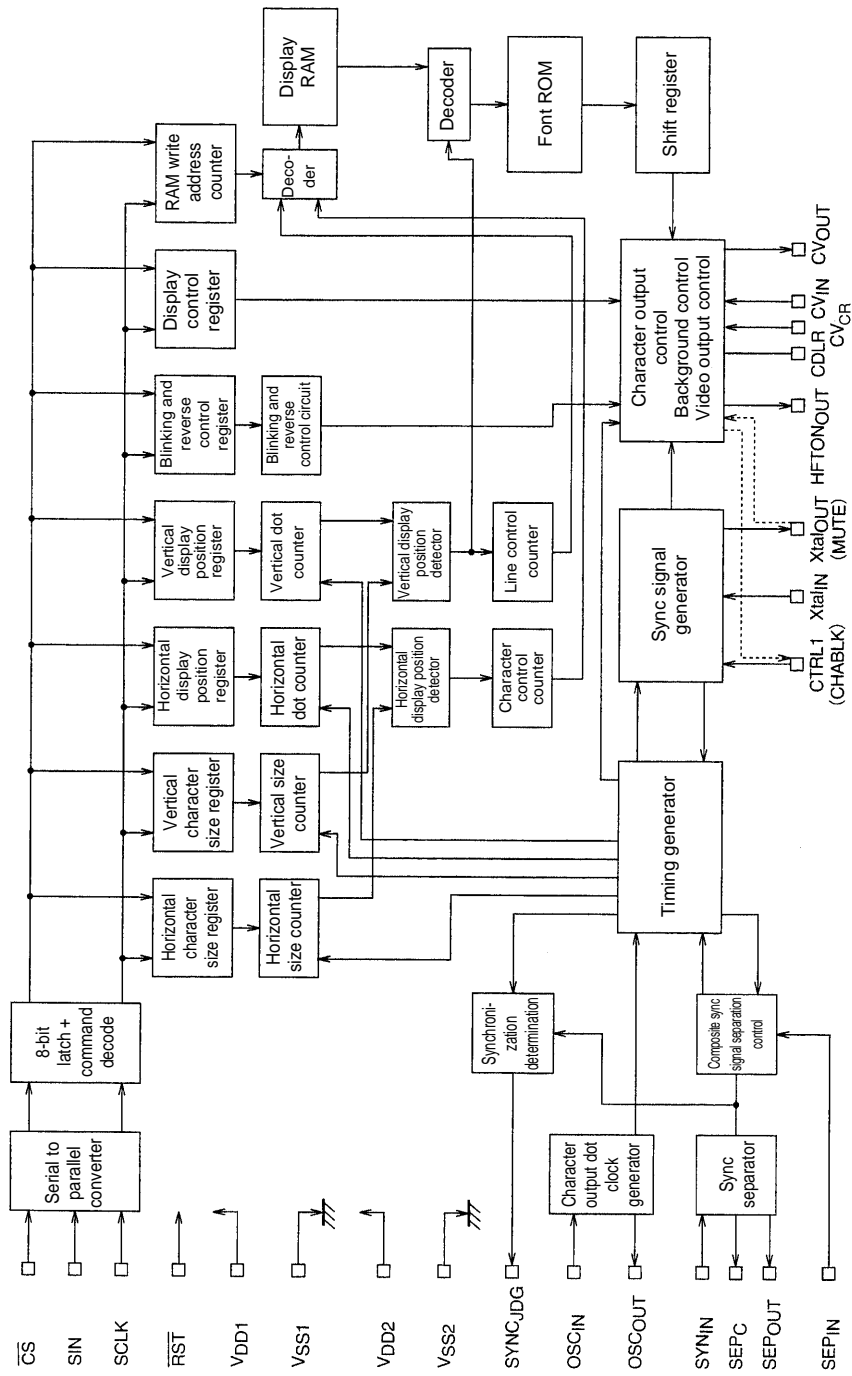 CS
SIN
SCLK
RST
VDD1
VSS1
VDD2
VSS2
SYNCJDG
OSCIN
OSCOUT
SYNIN
SEPC
SEPOUT
SEPIN
Serial to
parallel
converter
8-bit
latch +
command
decode
Horizontal
character
size register
Vertical
character
size register
Horizontal
display
position
register
Vertical
display
position
register
Blinking and
reverse
control
register
Display
control
register
RAM write
address
counter
Horizontal
size counter
Vertical size
counter
Horizontal
dot counter
Vertical dot
counter
Blinking and
reverse
control circuit
Deco-
der
Display
RAM
Horizontal
display position
detector
Vertical display
position
detector
Decoder
Character
control
counter
Line control
counter
Font ROM
Synchroni-
zation
determination
Character
output dot
clock
generator
Sync
separator
Composite sync
signal separation
control
Timing generator
Sync signal
generator
Character output
control
Background control
Video output control
Shift register
CTRL1
(CHABLK)
XtalIN
XtalOUT
(MUTE)
HFTONOUT
CDLR
CVCR
CVIN
CVOUT